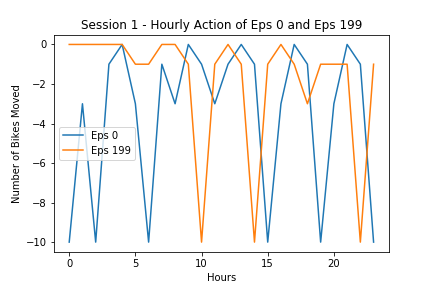 Session 1 - Hourly Action of Eps 0 and Eps 199
Number of Bikes Moved
0
−2
−4
−6
−8
−10
Eps 0
Eps 199
0
5
10
15
20
Hours